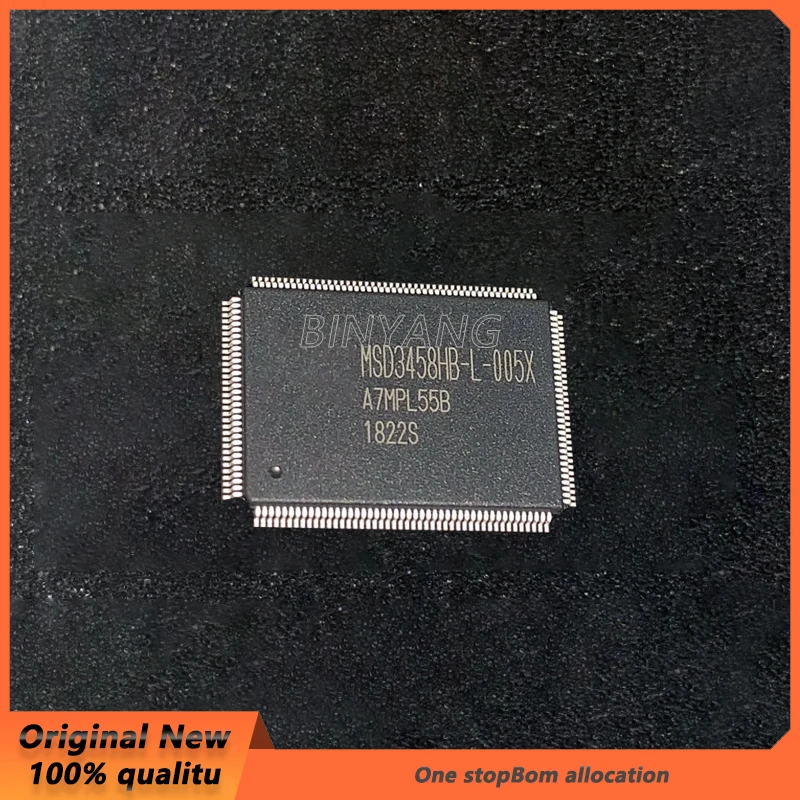 BINYANG
MSD3458HB-L-005X
A7MPL55B
1822S
Original New
100% qualitu
One stopBom allocation